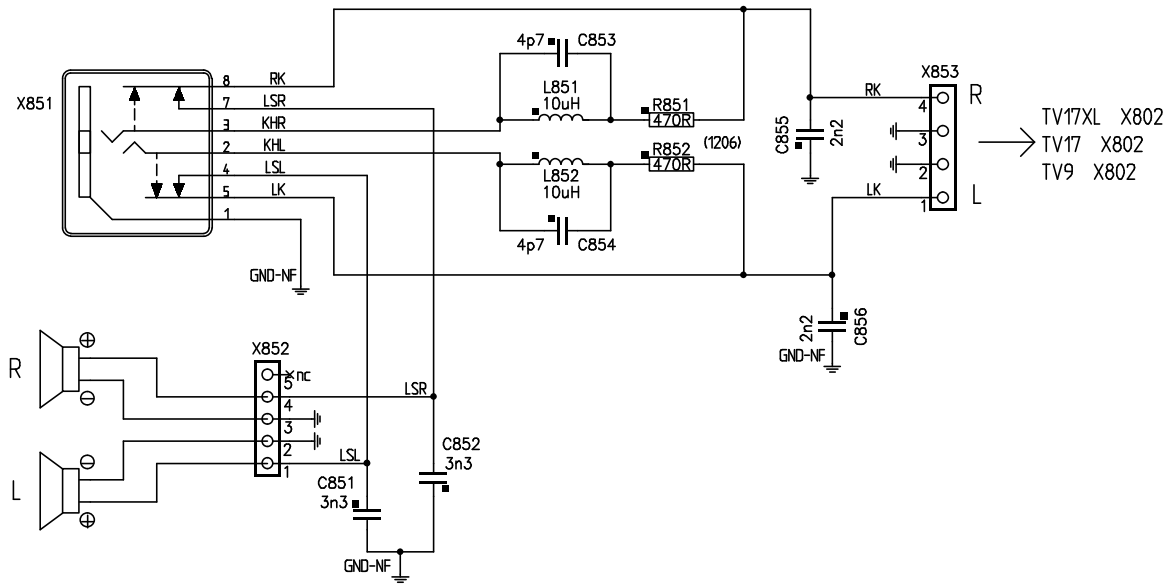 4p7 C853
X851
8 RK
7 LSR
3 KHR
2 KHL
4 LSL
5 LK
1
L851
10uH
R851
470R
(1206)
R852
470R
L852
10uH
4p7 C854
GND-NF
RK
C855
2n2
X853
4 R
3
2
LK
1 L
TV17XL X802
TV17 X802
TV9 X802
2n2
C856
GND-NF
R
X852
nc
5
4
3
2
1
LSR
LSL
L
C852
3n3
C851
3n3
GND-NF